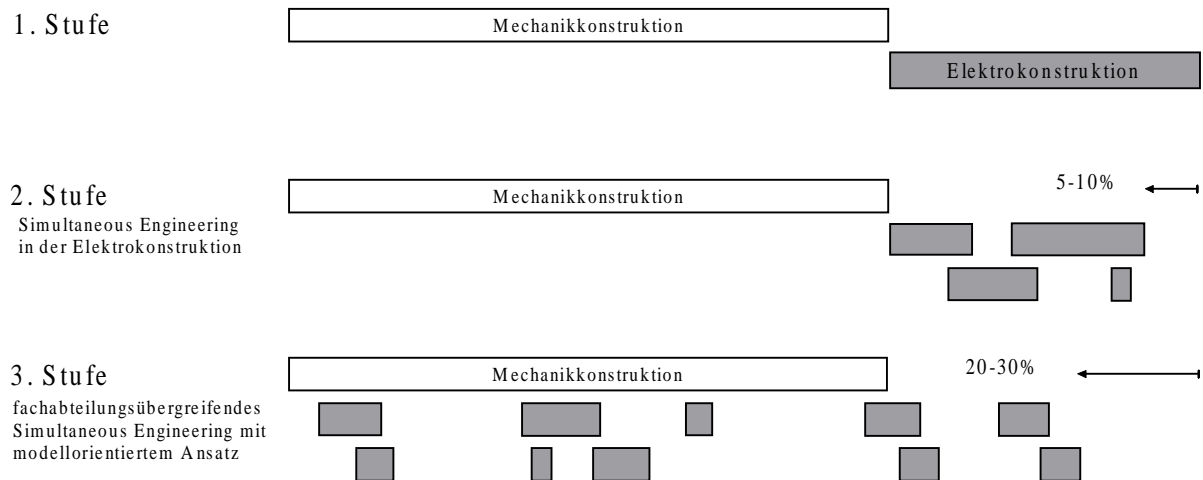 1. Stufe
Mechanikkonstruktion
Elektrokonstruktion
2. Stufe
Simultaneous Engineering
in der Elektrokonstruktion
Mechanikkonstruktion
5-10%
3. Stufe
fachabteilungsübergreifendes
Simultaneous Engineering mit
modellorientiertem Ansatz
Mechanikkonstruktion
20-30%